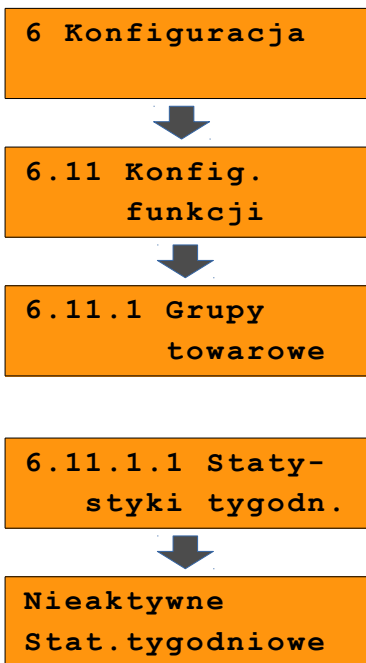 6 Konfiguracja
6.11 Konfig.
funkcji
6.11.1 Grupy
towarowe
6.11.1.1 Staty-
styki tygodn.
Nieaktywne
Stat.tygodniowe